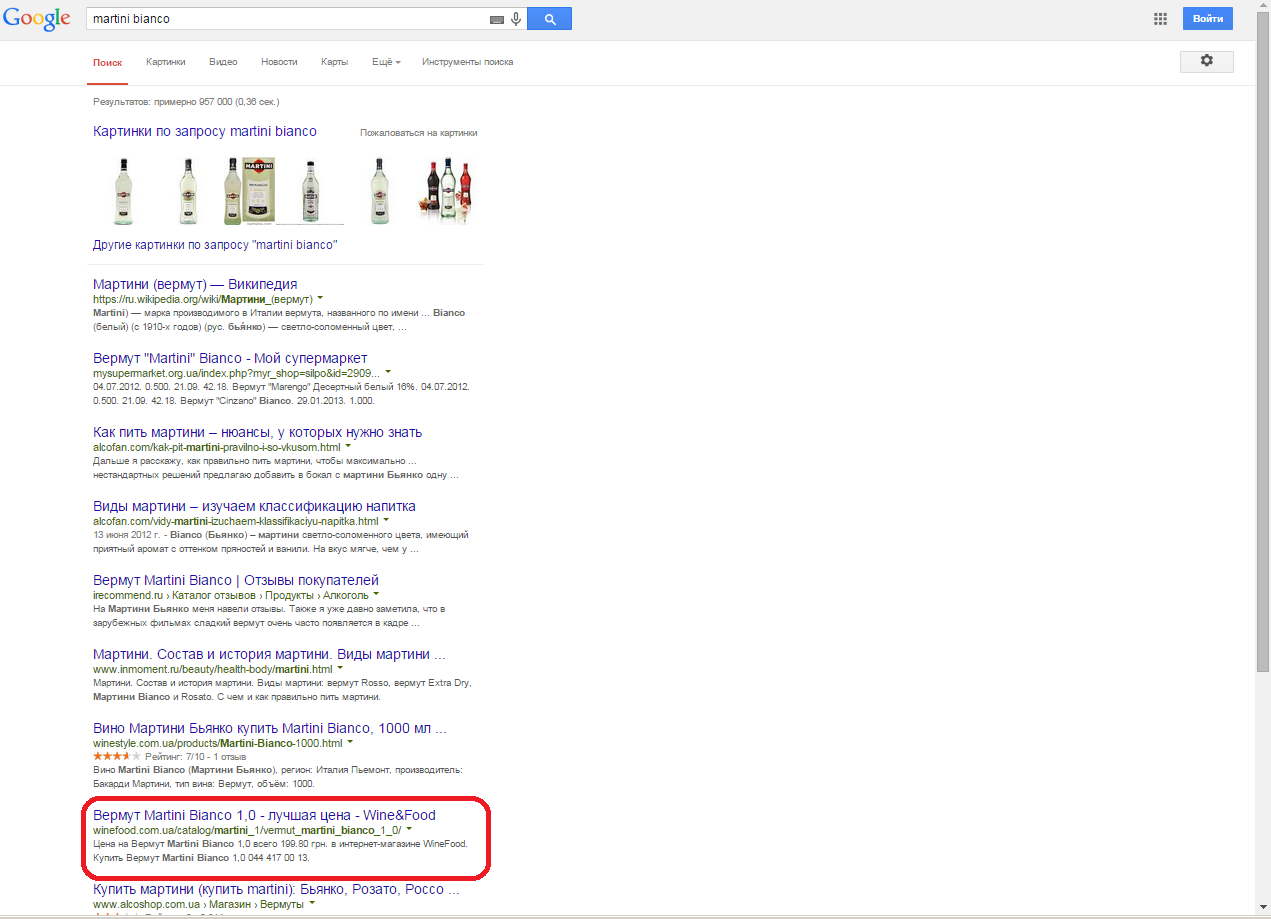 Google
martini bianco
Войти
Поиск
Картинки
Видео
Новости
Карты
Ещё
Инструменты поиска
Результатов: примерно 957 000 (0,36 сек.)
Картинки по запросу martini bianco
Пожаловаться на картинки
MARTINI
Другие картинки по запросу "martini bianco"
Мартини (вермут) — Википедия
https://ru.wikipedia.org/wiki/Мартини_(вермут)
Martini) — марка производимого в Италии вермута, названного по имени ... Bianco
(белый) (с 1910-х годов) (рус. бья́нко) — светло-соломенный цвет, ...
Вермут "Martini" Bianco - Мой супермаркет
mysupermarket.org.ua/index.php?myr_shop=silpo&id=2909...
04.07.2012. 0.500. 21.09. 42.18. Вермут "Marengo" Десертный белый 16%. 04.07.2012.
0.500. 21.09. 42.18. Вермут "Cinzano" Bianco. 29.01.2013. 1.000.
Как пить мартини – нюансы, у которых нужно знать
alcofan.com/kak-pit-martini-pravilno-i-so-vkusom.html
Дальше я расскажу, как правильно пить мартини, чтобы максимально ...
нестандартных решений предлагаю добавить в бокал с мартини Бьянко одну ...
Виды мартини – изучаем классификацию напитка
alcofan.com/vidy-martini-izuchaem-klassifikaciyu-napitka.html
13 июня 2012 г. - Bianco (Бьянко) – мартини светло-соломенного цвета, имеющий
приятный аромат с оттенком пряностей и ванили. На вкус мягче, чем у ...
Вермут Martini Bianco | Отзывы покупателей
irecommend.ru › Каталог отзывов › Продукты › Алкоголь
На Мартини Бьянко меня навели отзывы. Также я уже давно заметила, что в
зарубежных фильмах сладкий вермут очень часто появляется в кадре ...
Мартини. Состав и история мартини. Виды мартини ...
www.inmoment.ru/beauty/health-body/martini.html
Мартини. Состав и история мартини. Виды мартини: вермут Rosso, вермут Extra Dry,
Мартини Bianco и Rosato. С чем и как правильно пить мартини.
Вино Мартини Бьянко купить Martini Bianco, 1000 мл ...
winestyle.com.ua/products/Martini-Bianco-1000.html
Рейтинг: 7/10 - 1 отзыв
Вино Martini Bianco (Мартини Бьянко), регион: Италия Пьемонт, производитель:
Бакарди Мартини, тип вина: Вермут, объём: 1000.
Вермут Martini Bianco 1,0 - лучшая цена - Wine&Food
winefood.com.ua/catalog/martini_1/vermut_martini_bianco_1_0/
Цена на Вермут Martini Bianco 1,0 всего 199.80 грн. в интернет-магазине WineFood.
Купить Вермут Martini Bianco 1,0 044 417 00 13.
Купить мартини (купить martini): Бьянко, Розато, Россо ...
www.alcoshop.com.ua › Магазин › Вермуты